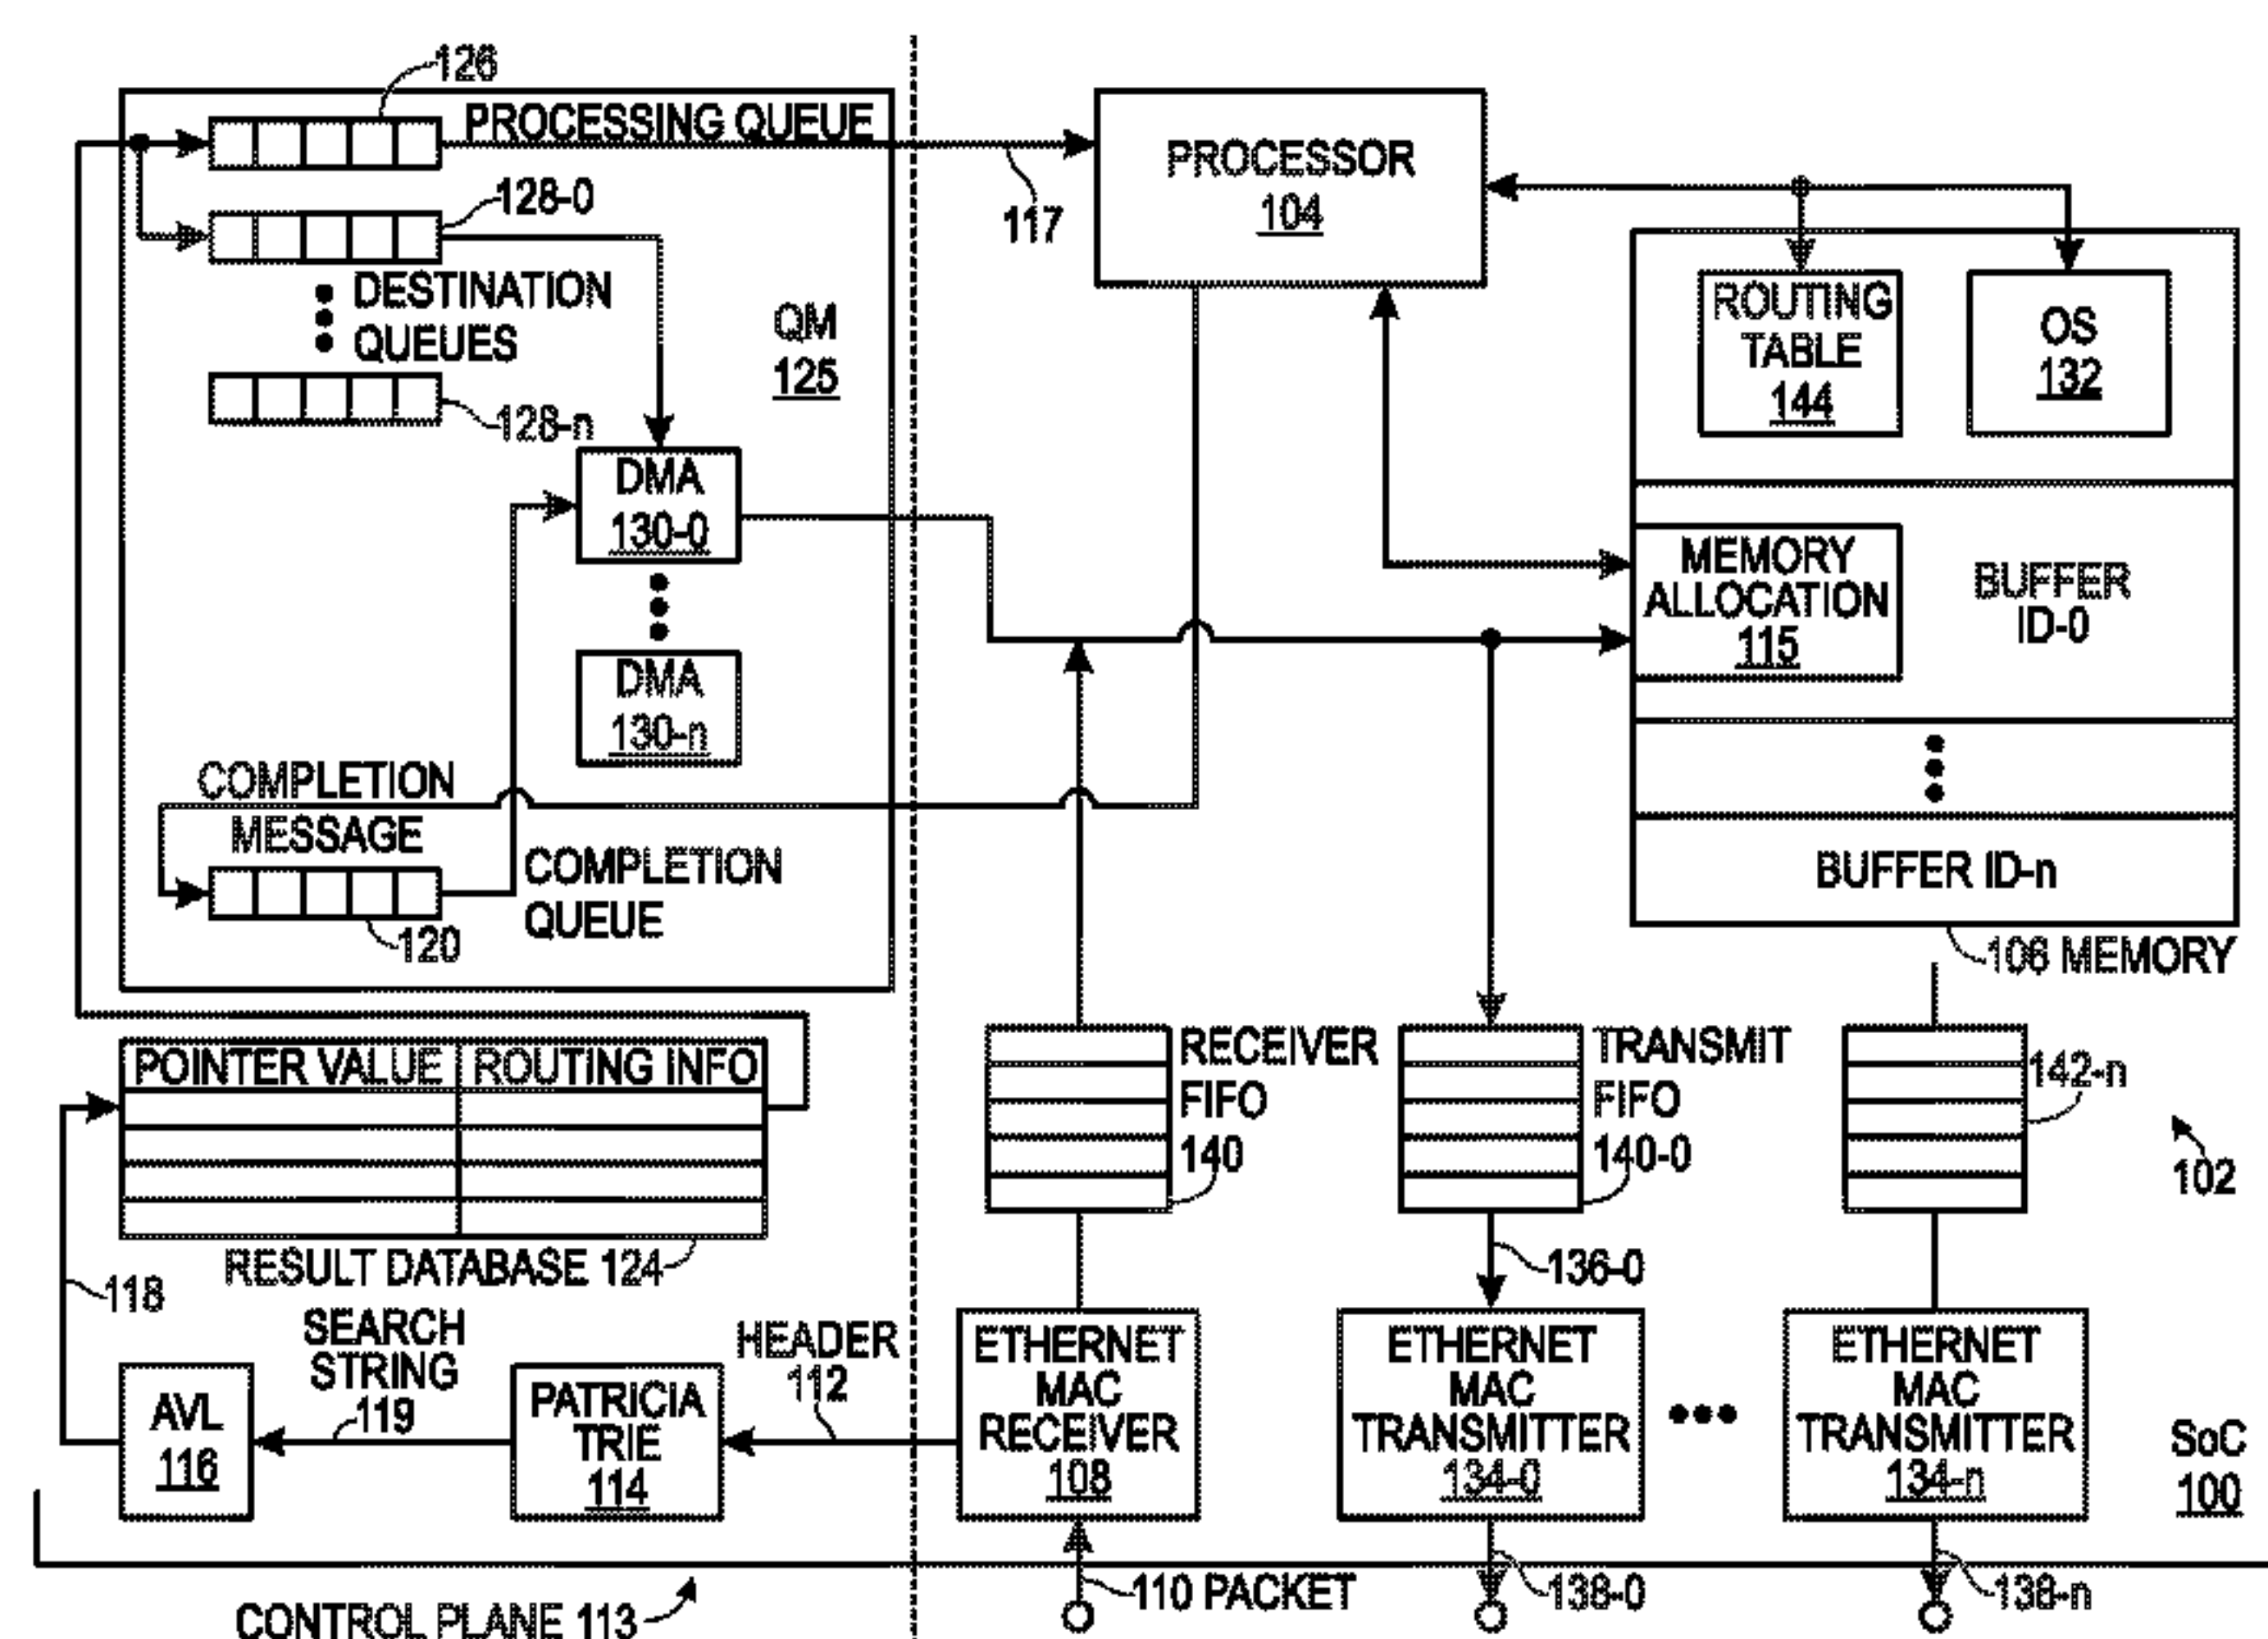 126
PROCESSING QUEUE
117
PROCESSOR
104
128-0
DESTINATION
QUEUES
128-n
QM
125
DMA
130-0
DMA
130-n
ROUTING
TABLE
144
OS
132
MEMORY
ALLOCATION
115
BUFFER
ID-0
BUFFER ID-n
106 MEMORY
COMPLETION
MESSAGE
120
COMPLETION
QUEUE
POINTER VALUE ROUTING INFO
RESULT DATABASE 124
118
RECEIVER
FIFO
140
TRANSMIT
FIFO
140-0
142-n
102
136-0
SEARCH
STRING
119
HEADER
112
AVL
116
PATRICIA
TRIE
114
ETHERNET
MAC
RECEIVER
108
ETHERNET
MAC
TRANSMITTER
134-0
ETHERNET
MAC
TRANSMITTER
134-n
SoC
100
CONTROL PLANE 113
110 PACKET
138-0
138-n